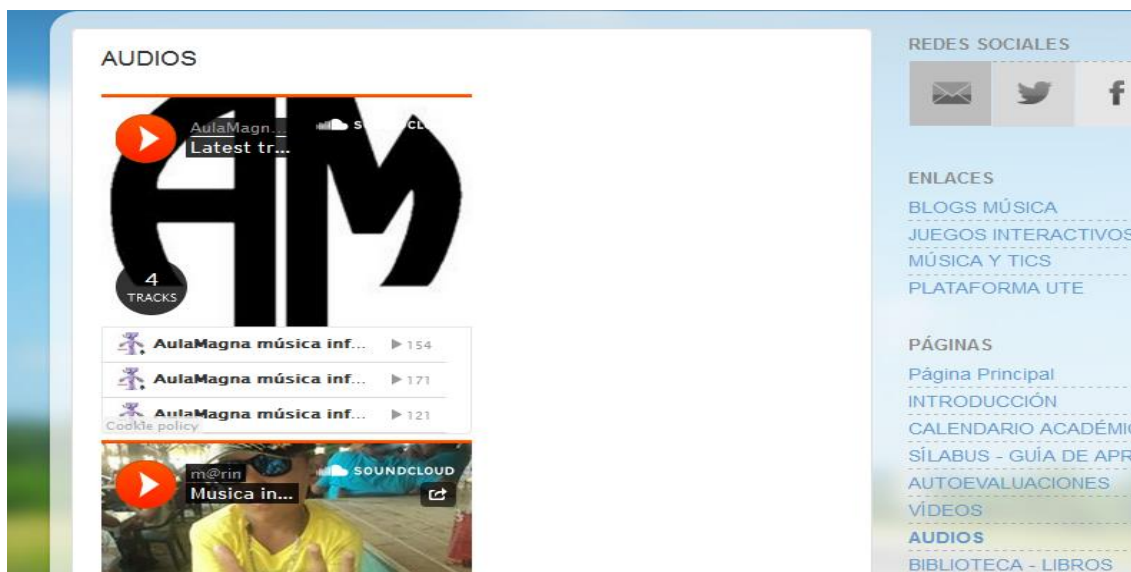 AUDIOS
AulaMagn...
SOUNDCLOUD
Latest tr...
4
TRACKS
AulaMagna música inf... 154
AulaMagna música inf... 171
AulaMagna música inf... 121
Cookie policy
m@rin
SOUNDCLOUD
Musica in...
REDES SOCIALES
ENLACES
BLOGS MÚSICA
JUEGOS INTERACTIVOS
MÚSICA Y TICS
PLATAFORMA UTE
PÁGINAS
Página Principal
INTRODUCCIÓN
CALENDARIO ACADÉMIC
SÍLABUS - GUÍA DE APR
AUTOEVALUACIONES
VÍDEOS
AUDIOS
BIBLIOTECA - LIBROS